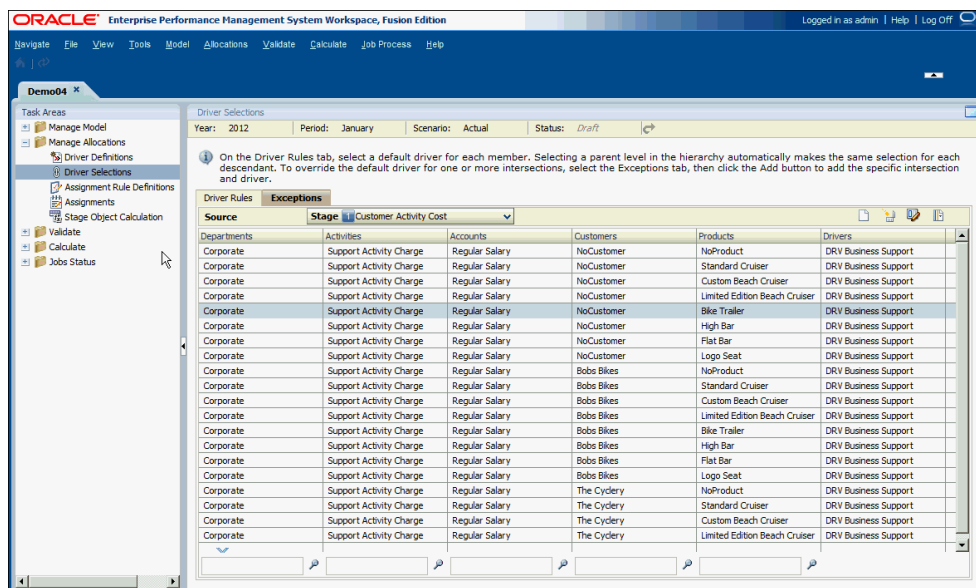 ORACLE Enterprise Performance Management System Workspace, Fusion Edition Logged in as admin | Help | Log Off
Navigate File View Tools Model Allocations Validate Calculate Job Process Help
Demo04 ×
Task Areas
Manage Model
Manage Allocations
Driver Definitions
Driver Selections
Assignment Rule Definitions
Assignments
Stage Object Calculation
Validate
Calculate
Jobs Status
Driver Selections
Year: 2012 Period: January Scenario: Actual Status: Draft
On the Driver Rules tab, select a default driver for each member. Selecting a parent level in the hierarchy automatically makes the same selection for each
descendant. To override the default driver for one or more intersections, select the Exceptions tab, then click the Add button to add the specific intersection
and driver.
Driver Rules Exceptions
Source Stage 1 Customer Activity Cost
Departments Activities Accounts Customers Products Drivers
Corporate Support Activity Charge Regular Salary NoCustomer NoProduct DRV Business Support
Corporate Support Activity Charge Regular Salary NoCustomer Standard Cruiser DRV Business Support
Corporate Support Activity Charge Regular Salary NoCustomer Custom Beach Cruiser DRV Business Support
Corporate Support Activity Charge Regular Salary NoCustomer Limited Edition Beach Cruiser DRV Business Support
Corporate Support Activity Charge Regular Salary NoCustomer Bike Trailer DRV Business Support
Corporate Support Activity Charge Regular Salary NoCustomer High Bar DRV Business Support
Corporate Support Activity Charge Regular Salary NoCustomer Flat Bar DRV Business Support
Corporate Support Activity Charge Regular Salary NoCustomer Logo Seat DRV Business Support
Corporate Support Activity Charge Regular Salary Bobs Bikes NoProduct DRV Business Support
Corporate Support Activity Charge Regular Salary Bobs Bikes Standard Cruiser DRV Business Support
Corporate Support Activity Charge Regular Salary Bobs Bikes Custom Beach Cruiser DRV Business Support
Corporate Support Activity Charge Regular Salary Bobs Bikes Limited Edition Beach Cruiser DRV Business Support
Corporate Support Activity Charge Regular Salary Bobs Bikes Bike Trailer DRV Business Support
Corporate Support Activity Charge Regular Salary Bobs Bikes High Bar DRV Business Support
Corporate Support Activity Charge Regular Salary Bobs Bikes Flat Bar DRV Business Support
Corporate Support Activity Charge Regular Salary Bobs Bikes Logo Seat DRV Business Support
Corporate Support Activity Charge Regular Salary The Cyclery NoProduct DRV Business Support
Corporate Support Activity Charge Regular Salary The Cyclery Standard Cruiser DRV Business Support
Corporate Support Activity Charge Regular Salary The Cyclery Custom Beach Cruiser DRV Business Support
Corporate Support Activity Charge Regular Salary The Cyclery Limited Edition Beach Cruiser DRV Business Support